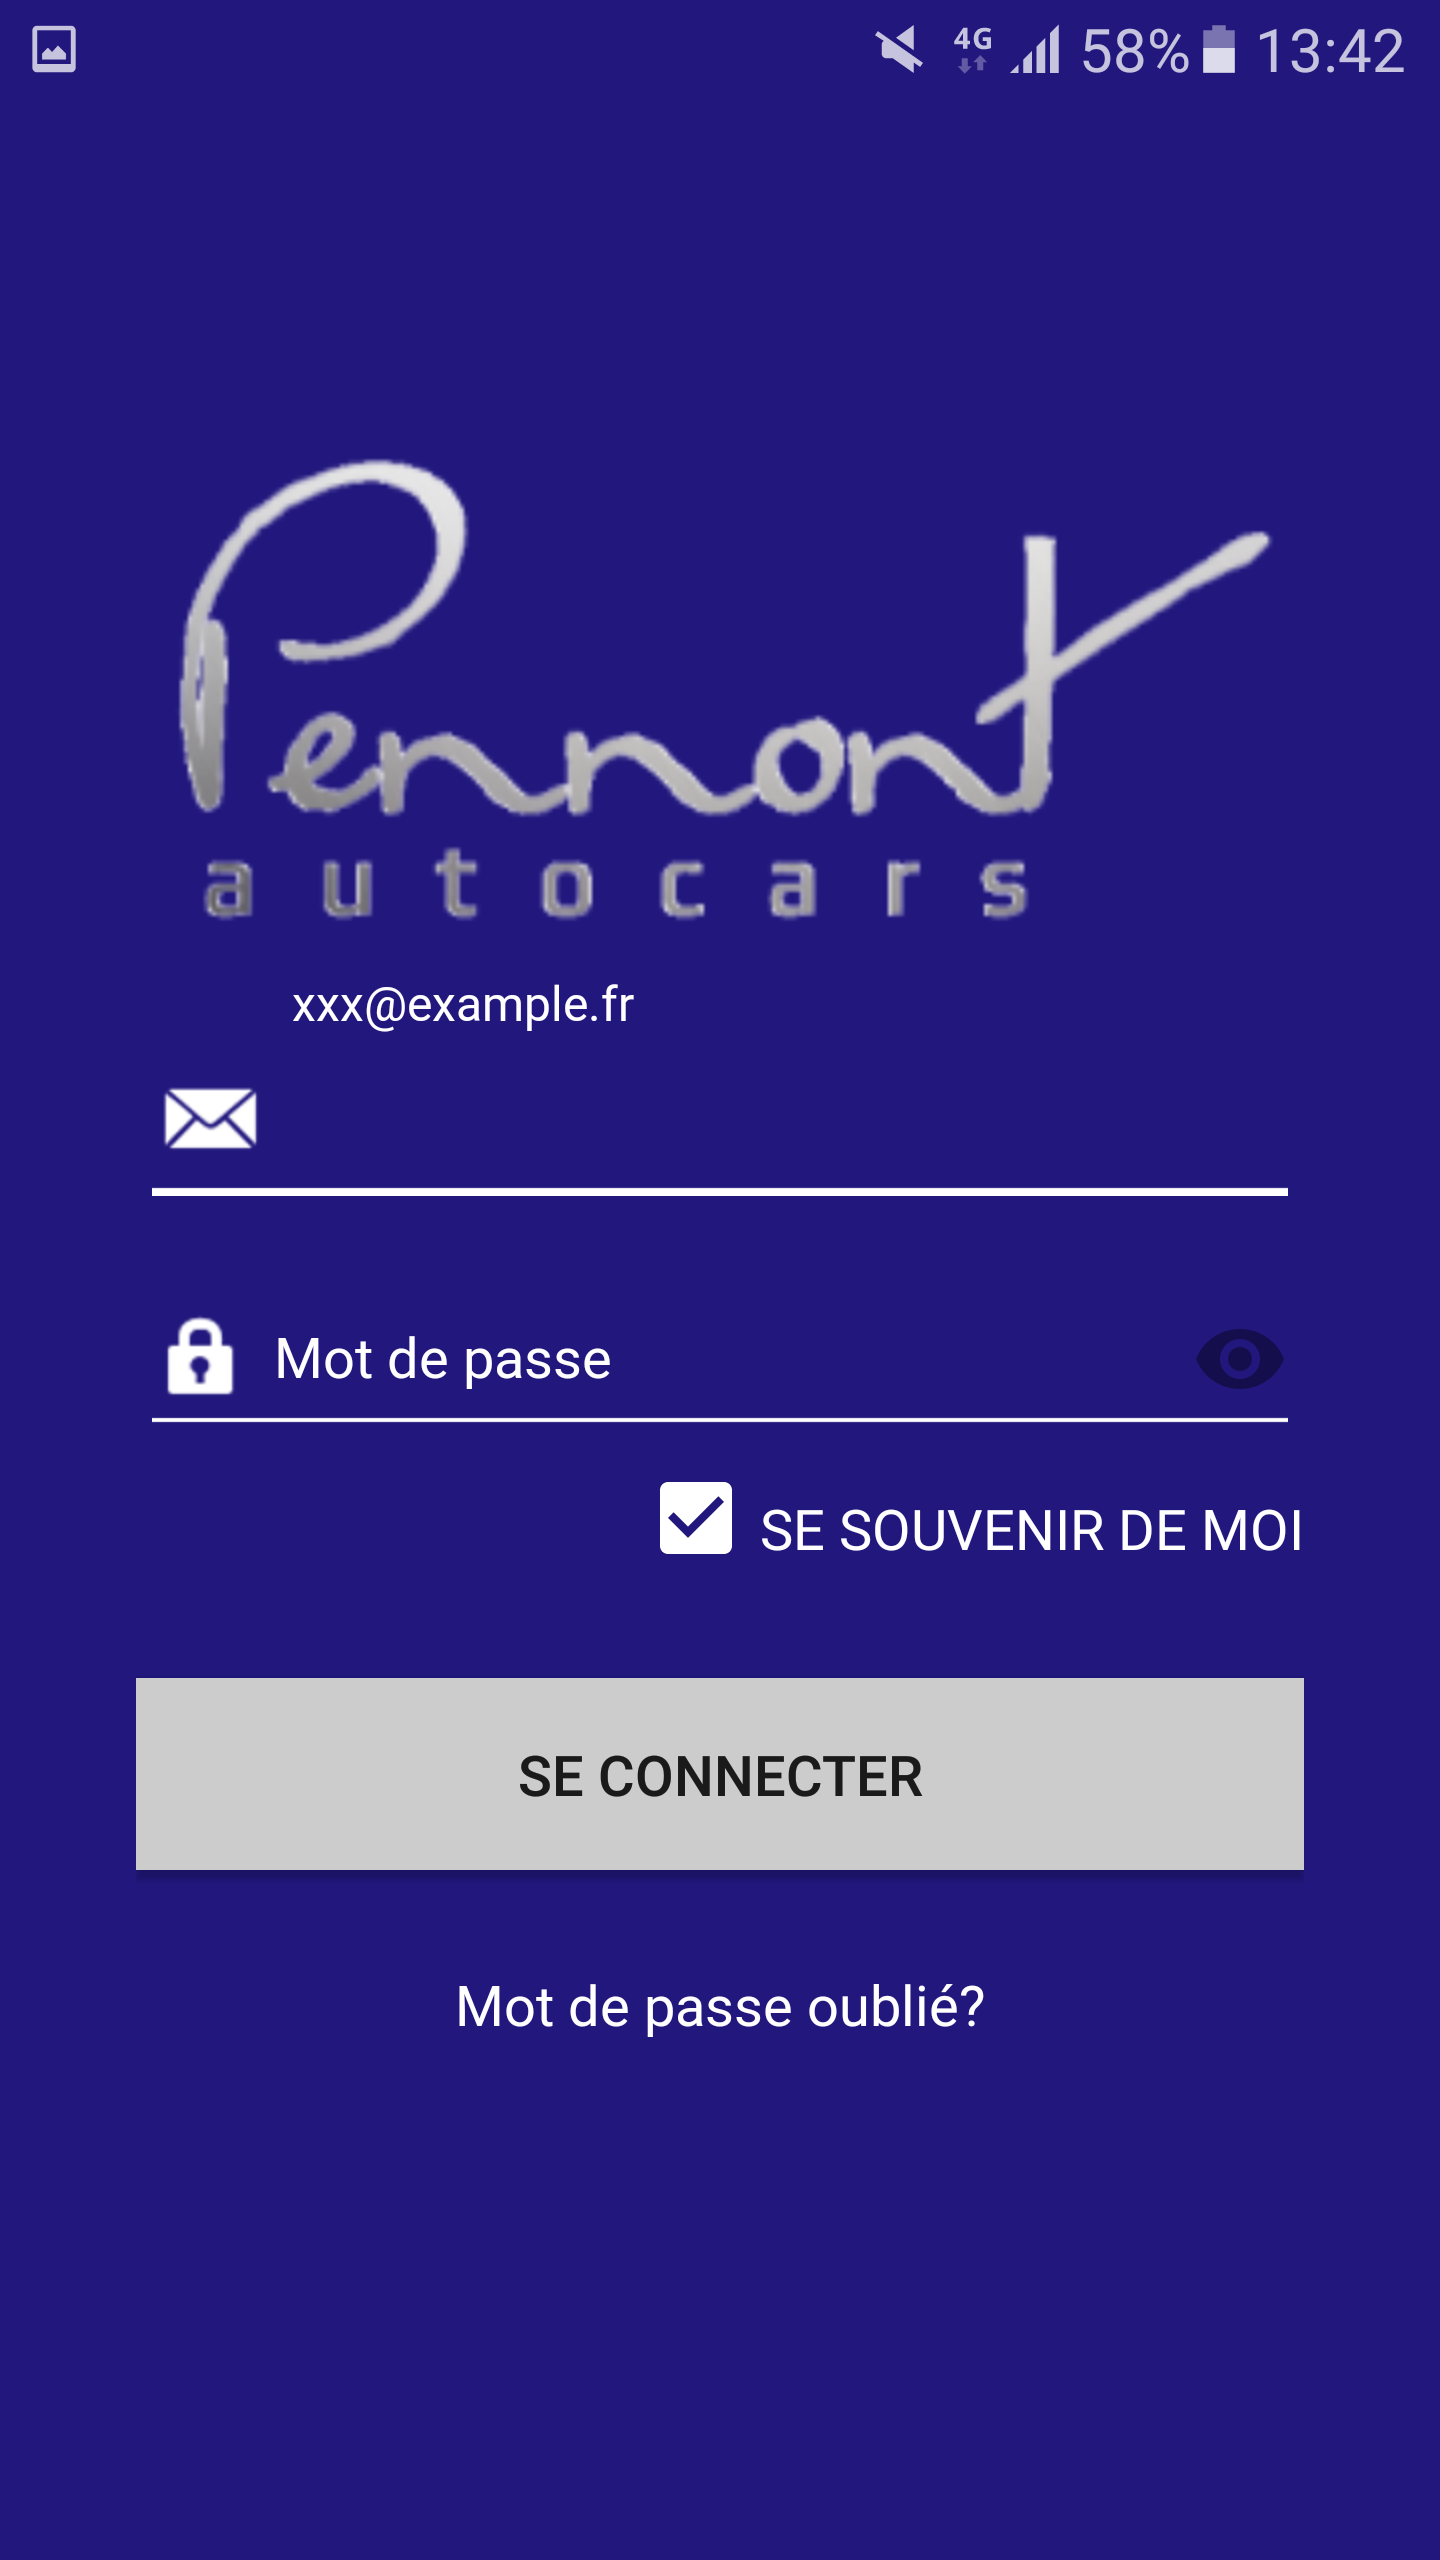 4G 58% 13:42
Pennont
autocars
xxx@example.fr
Mot de passe
SE SOUVENIR DE MOI
SE CONNECTER
Mot de passe oublié?